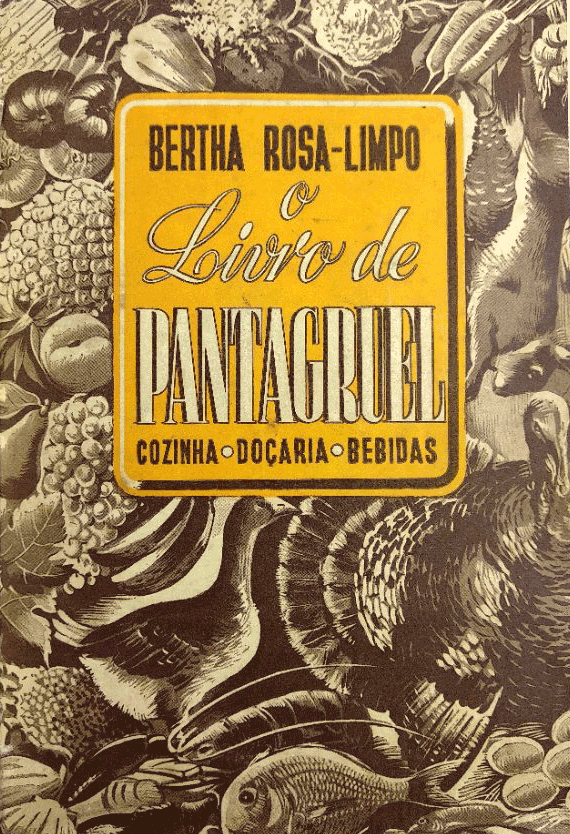 BERTHA ROSA-LIMPO
o
Livro de
PANTAGRUEL
COZINHA•DOÇARIA•BEBIDAS